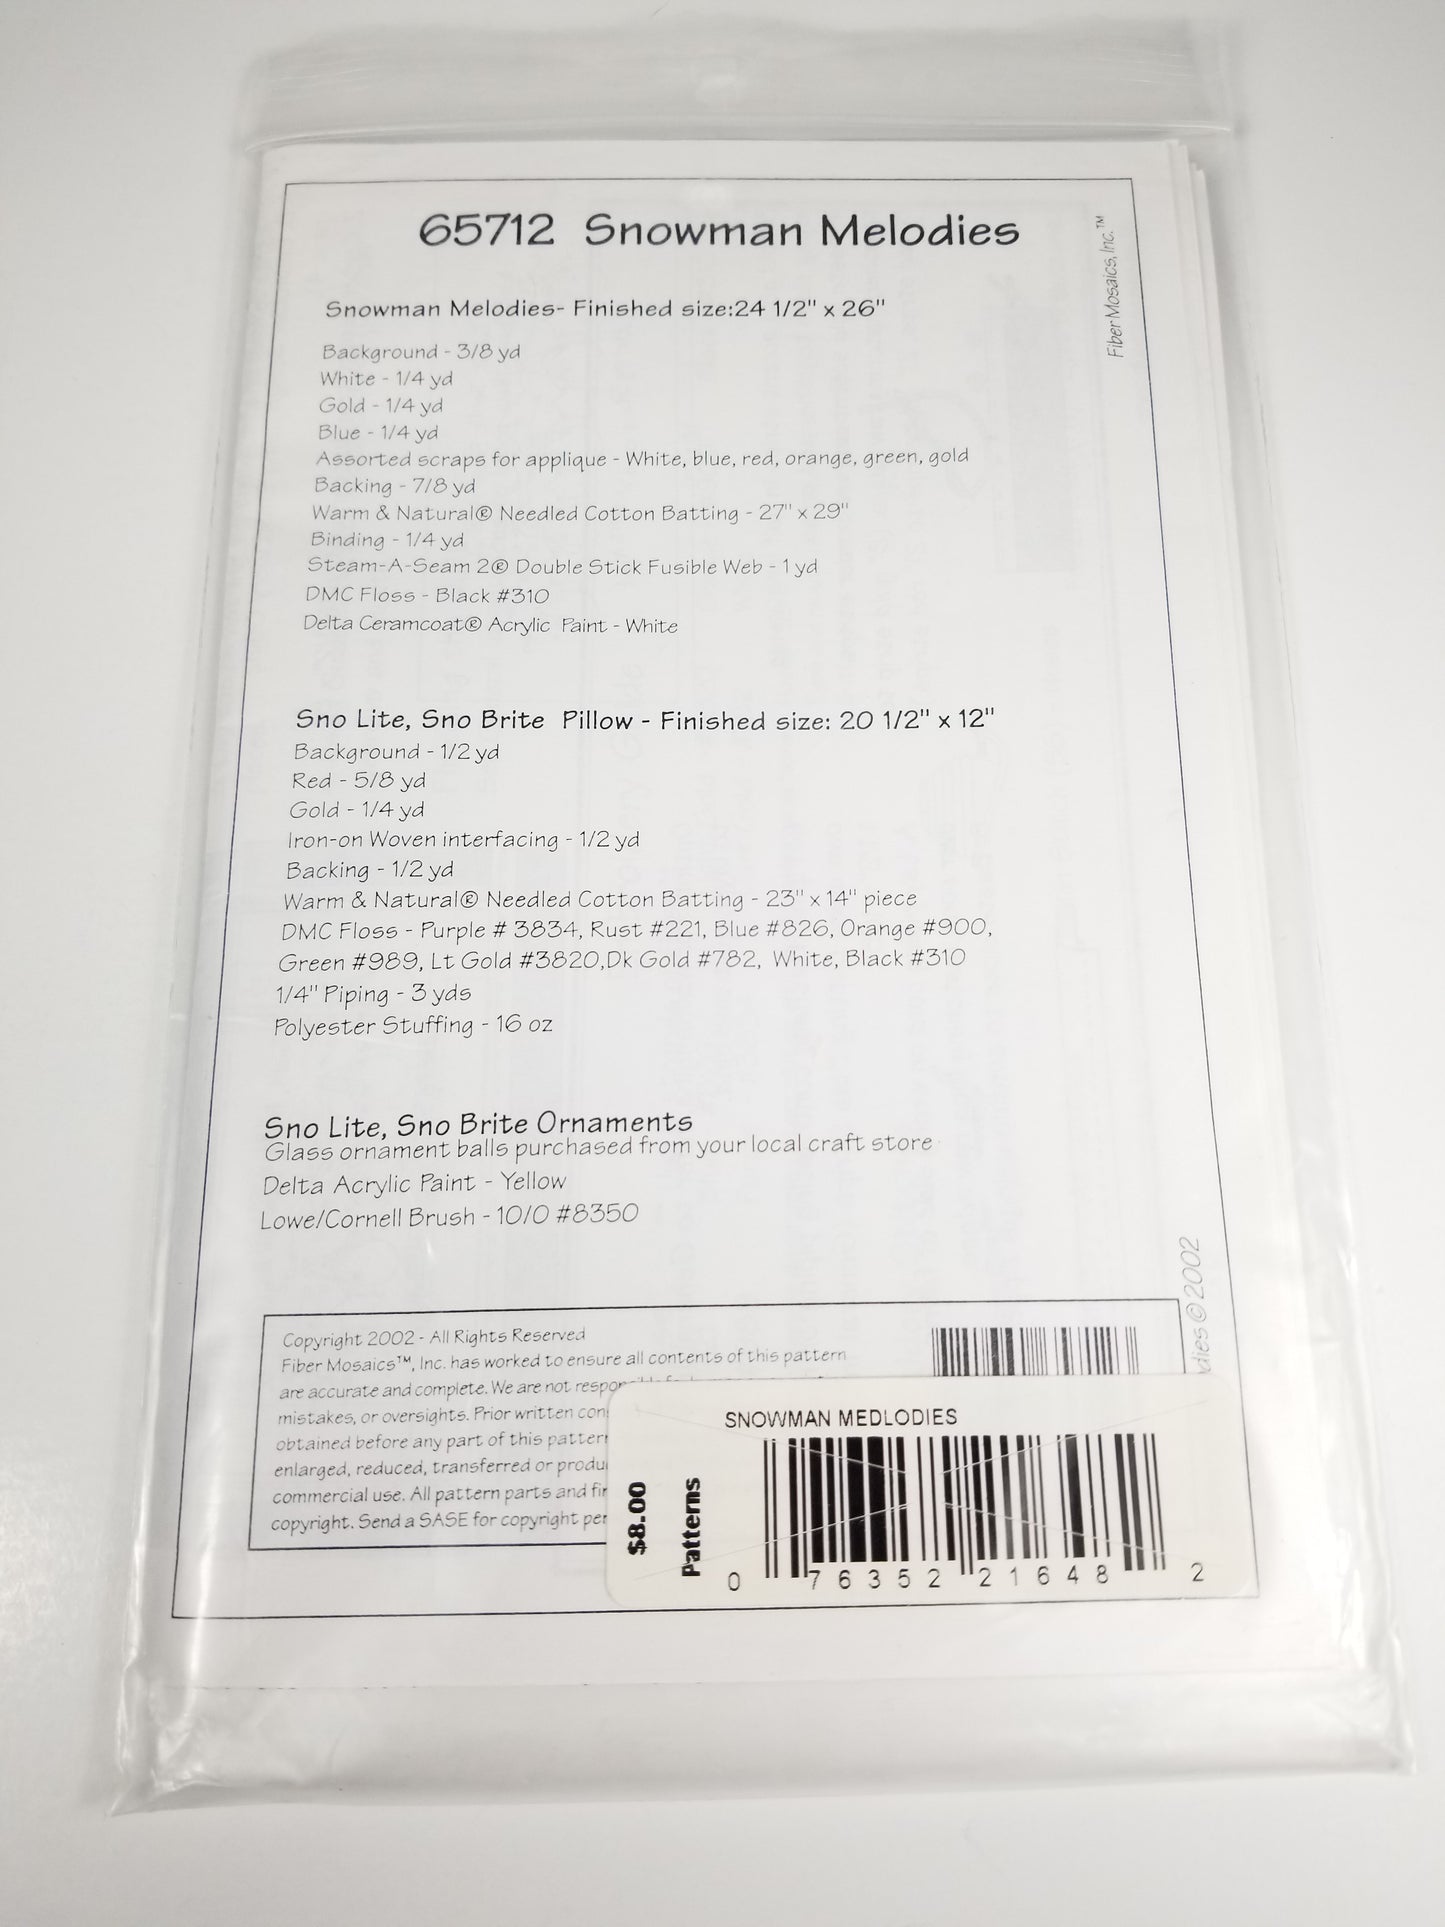 65712 Snowman Melodies
Fiber Mosaics, Inc.™
Snowman Melodies- Finished size:24 1/2" x 26"
Background - 3/8 yd
White - 1/4 yd
Gold - 1/4 yd
Blue - 1/4 yd
Assorted scraps for applique - White, blue, red, orange, green, gold
Backing - 7/8 yd
Warm & Natural® Needled Cotton Batting - 27" x 29"
Binding - 1/4 yd
Steam-A-Seam 2® Double Stick Fusible Web - 1 yd
DMC Floss - Black #310
Delta Ceramcoat® Acrylic Paint - White
Sno Lite, Sno Brite Pillow - Finished size: 20 1/2" x 12"
Background - 1/2 yd
Red - 5/8 yd
Gold - 1/4 yd
Iron-on Woven interfacing - 1/2 yd
Backing - 1/2 yd
Warm & Natural® Needled Cotton Batting - 23" x 14" piece
DMC Floss - Purple # 3834, Rust #221, Blue #826, Orange #900,
Green #989, Lt Gold #3820,Dk Gold #782, White, Black #310
1/4" Piping - 3 yds
Polyester Stuffing - 16 oz
Sno Lite, Sno Brite Ornaments
Glass ornament balls purchased from your local craft store
Delta Acrylic Paint - Yellow
Lowe/Cornell Brush - 10/0 #8350
dies © 2002
Copyright 2002 - All Rights Reserved
Fiber Mosaics™, Inc. has worked to ensure all contents of this pattern
are accurate and complete. We are not respon
mistakes, or oversights. Prior written con
obtained before any part of this pattern
enlarged, reduced, transferred or produ
commercial use. All pattern parts and fin
copyright. Send a SASE for copyright per
SNOWMAN MEDLODIES
$8.00
Patterns
0 76352 21648 2